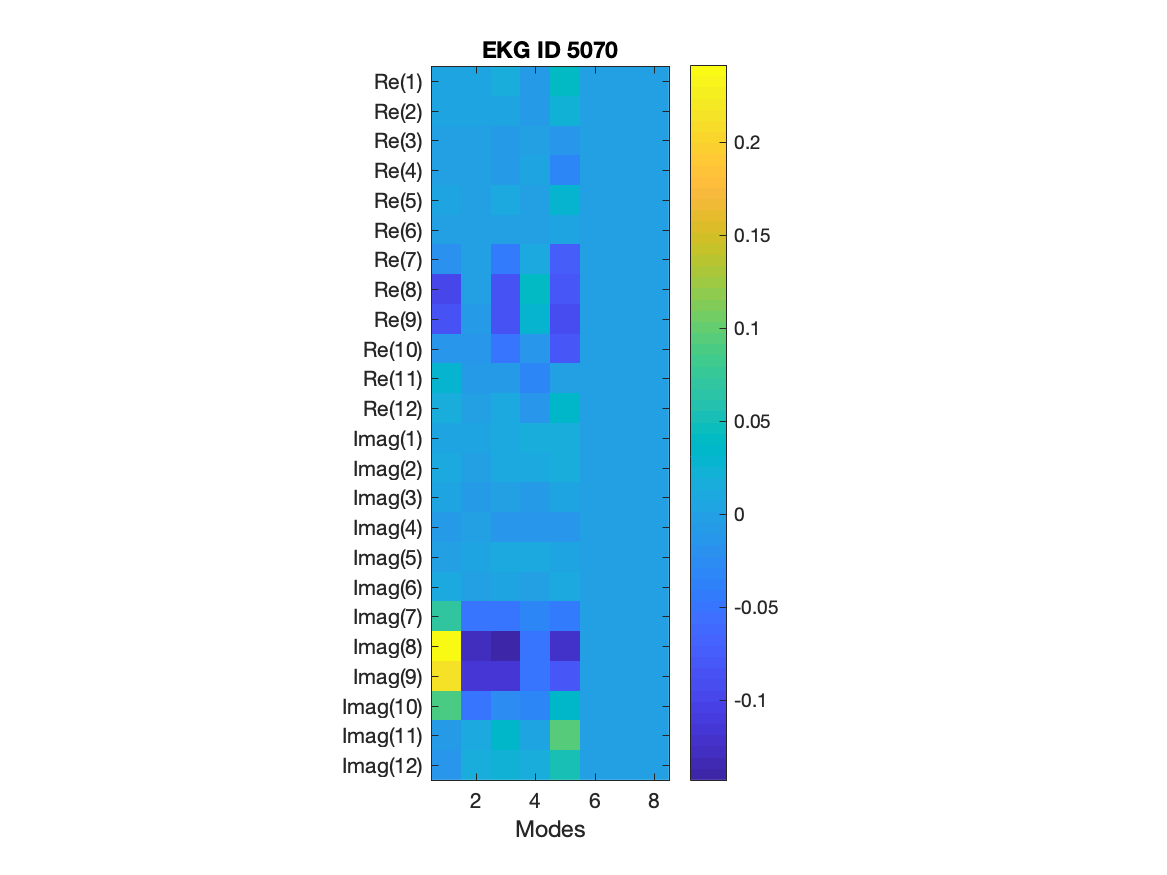 EKG ID 5070
Re(1)
Re(2)
Re(3)
Re(4)
Re(5)
Re(6)
Re(7)
Re(8)
Re(9)
Re(10)
Re(11)
Re(12)
Imag(1)
Imag(2)
Imag(3)
Imag(4)
Imag(5)
Imag(6)
Imag(7)
Imag(8)
Imag(9)
Imag(10)
Imag(11)
Imag(12)
2 4 6 8
Modes
0.2
0.15
0.1
0.05
0
-0.05
-0.1